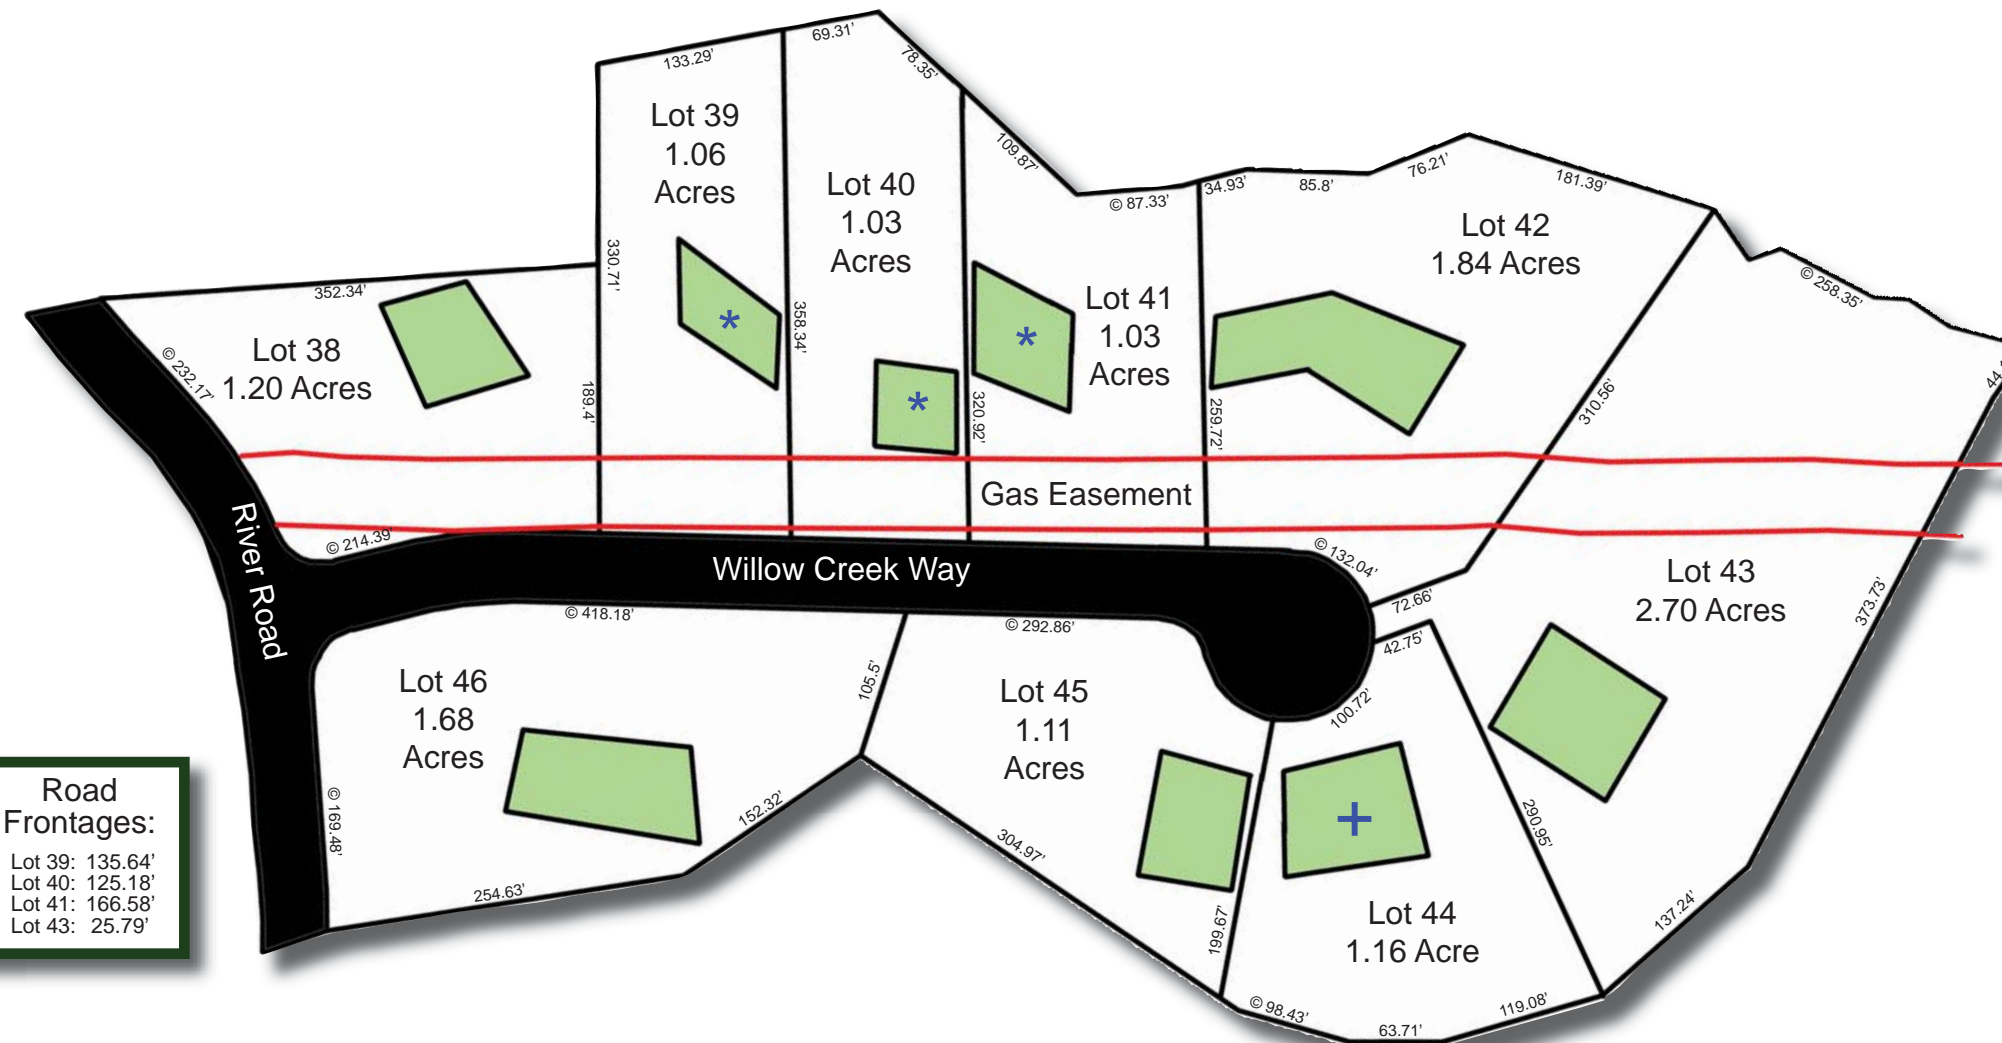 69.31’
133.29’
78.35’
Lot 39
1.06
Acres
109.87’
Lot 40
1.03
Acres
© 87.33’
34.93’
85.8’
76.21’
181.39’
Lot 42
1.84 Acres
© 258.35’
330.71’
352.34’
358.34’
Lot 41
1.03
Acres
Lot 38
1.20 Acres
© 232.17’
189.4’
*
*
*
320.92’
259.72’
310.56’
Gas Easement
River Road
© 214.39’
Willow Creek Way
© 132.04’
72.66’
42.75’
100.72’
Lot 43
2.70 Acres
373.73’
© 418.18’
© 292.86’
105.5’
Lot 46
1.68
Acres
Lot 45
1.11
Acres
© 169.48’
152.32’
254.63’
304.97’
199.67’
+
290.95’
Lot 44
1.16 Acre
137.24’
© 98.43’
63.71’
119.08’
Road
Frontages:
Lot 39: 135.64’
Lot 40: 125.18’
Lot 41: 166.58’
Lot 43: 25.79’